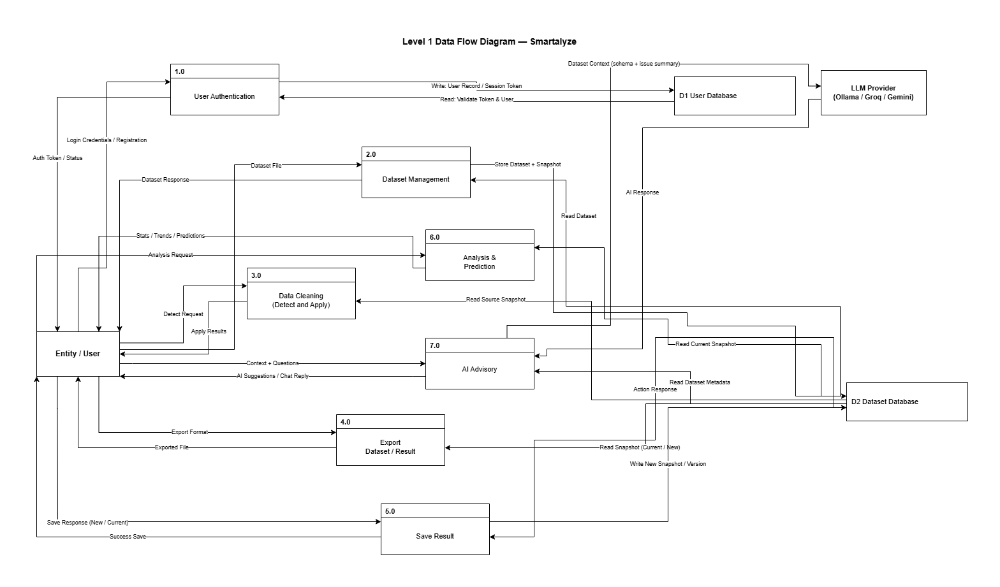 Level 1 Data Flow Diagram — Smartalyze
Dataset Context (schema + issue summary)
1.0
User Authentication
Write: User Record / Session Token
Read: Validate Token & User
D1 User Database
LLM Provider
(Ollama / Groq / Gemini)
Login Credentials / Registration
Auth Token / Status
2.0
Dataset Management
Dataset File
Store Dataset + Snapshot
Dataset Response
AI Response
Read Dataset
6.0
Analysis &
Prediction
Stats / Trends / Predictions
Analysis Request
3.0
Data Cleaning
(Detect and Apply)
Read Source Snapshot
Detect Request
Apply Results
Entity / User
7.0
AI Advisory
Read Current Snapshot
Context + Questions
AI Suggestions / Chat Reply
Read Dataset Metadata
Action Response
D2 Dataset Database
4.0
Export
Dataset / Result
Export Format
Exported File
Read Snapshot (Current / New)
Write New Snapshot / Version
5.0
Save Result
Save Response (New / Current)
Success Save